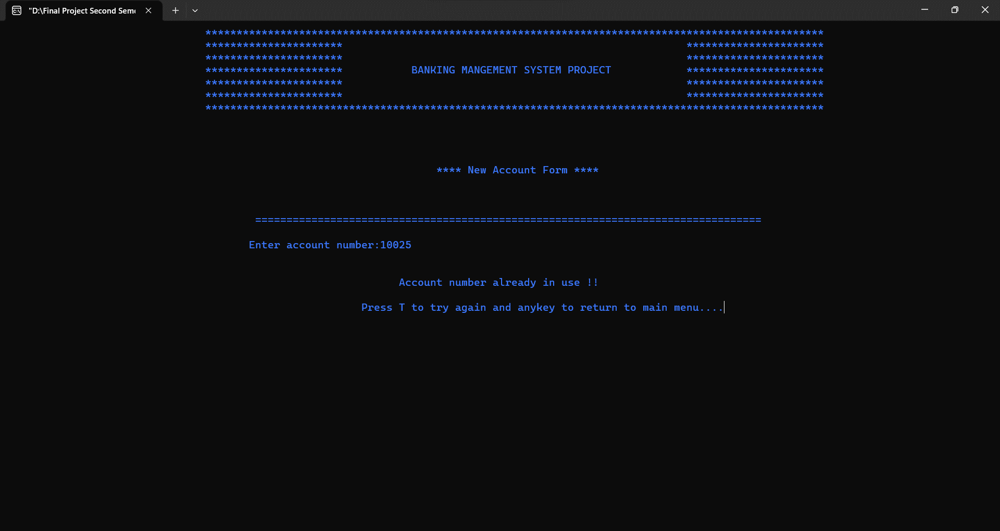 "D:\Final Project Second Sem
***************************************************************************************************
********************** **********************
********************** **********************
********************** BANKING MANGEMENT SYSTEM PROJECT **********************
********************** **********************
********************** **********************
***************************************************************************************************
**** New Account Form ****
=================================================================================
Enter account number:10025
Account number already in use !!
Press T to try again and anykey to return to main menu....